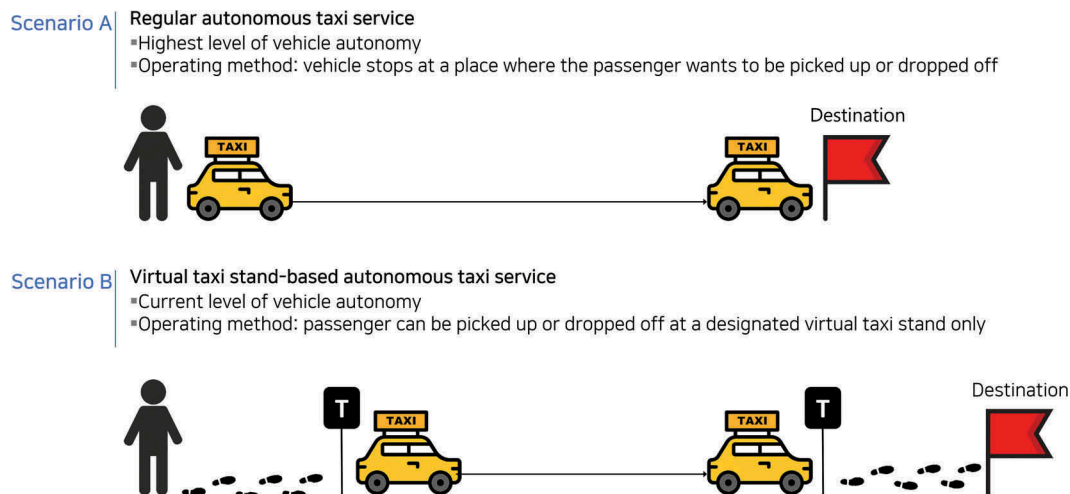 Scenario A
Regular autonomous taxi service
▪Highest level of vehicle autonomy
▪Operating method: vehicle stops at a place where the passenger wants to be picked up or dropped off
Destination
TAXI
TAXI
Scenario B
Virtual taxi stand-based autonomous taxi service
▪Current level of vehicle autonomy
▪Operating method: passenger can be picked up or dropped off at a designated virtual taxi stand only
Destination
T
T
TAXI
TAXI